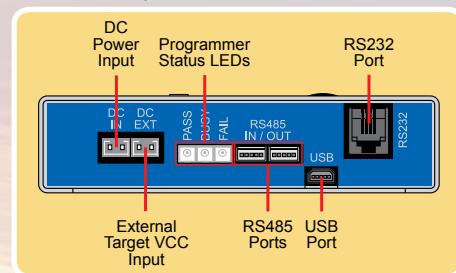 DC
Power
Input
Programmer
Status LEDs
RS232
Port
DC
IN
DC
EXT
PASS
BUSY
FAIL
RS485
IN / OUT
USB
RS232
External
Target VCC
Input
RS485
Ports
USB
Port